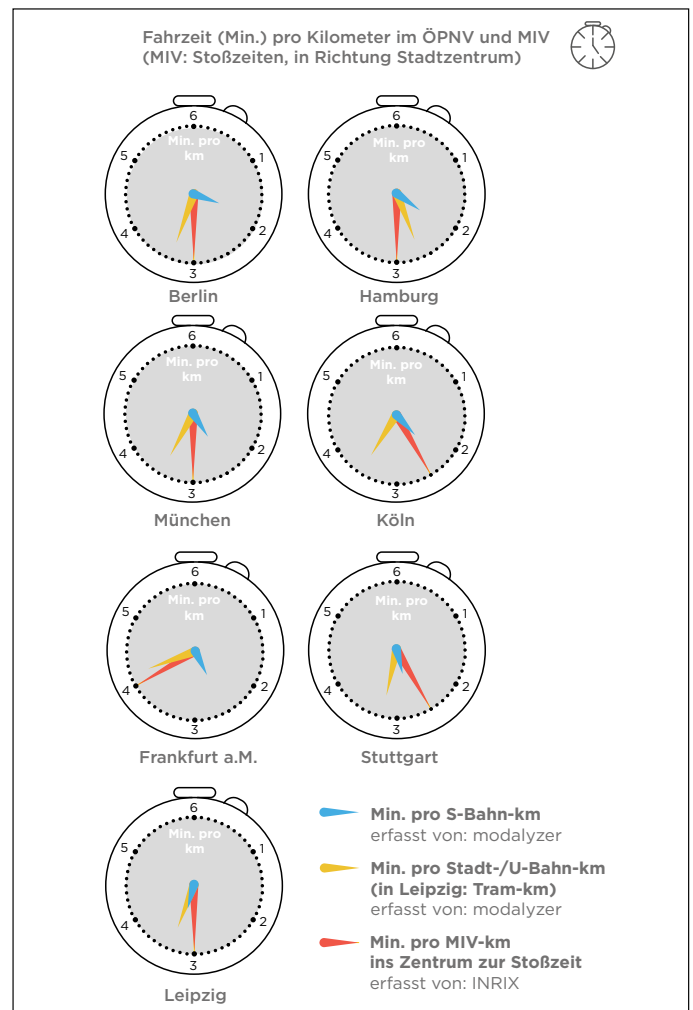 Fahrzeit (Min.) pro Kilometer im ÖPNV und MIV
(MIV: Stoßzeiten, in Richtung Stadtzentrum)
6
Min. pro
km
5
1
4
2
3
Berlin
6
Min. pro
km
5
1
4
2
3
Hamburg
6
Min. pro
km
5
1
4
2
3
München
6
Min. pro
km
5
1
4
2
3
Köln
6
Min. pro
km
5
1
4
2
3
Frankfurt a.M.
6
Min. pro
km
5
1
4
2
3
Stuttgart
6
Min. pro
km
5
1
4
2
3
Leipzig
Min. pro S-Bahn-km
erfasst von: modalyzer
Min. pro Stadt-/U-Bahn-km
(in Leipzig: Tram-km)
erfasst von: modalyzer
Min. pro MIV-km
ins Zentrum zur Stoßzeit
erfasst von: INRIX